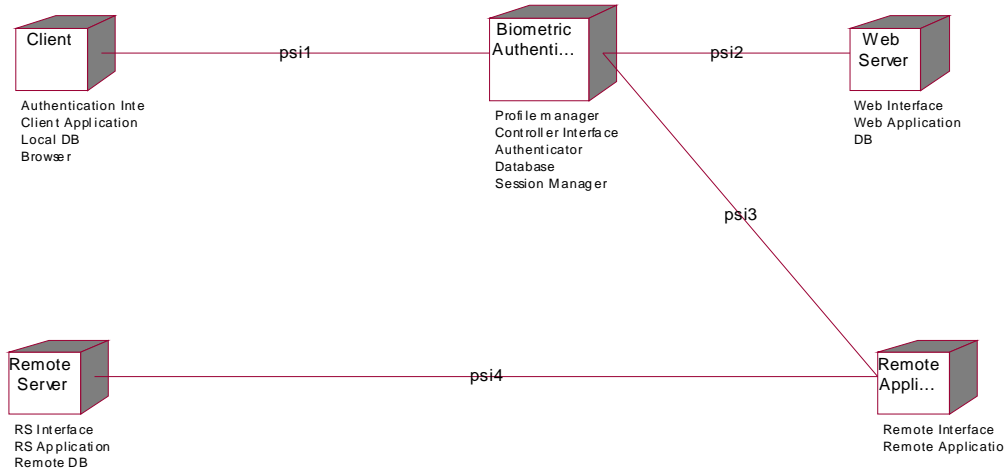 Client
psi1
Biometric
Authenti...
psi2
Web
Server
Authentication Inte
Client Application
Local DB
Browser
Profile manager
Controller Interface
Authenticator
Database
Session Manager
Web Interface
Web Application
DB
psi3
Remote
Server
psi4
Remote
Appli...
RS Interface
RS Application
Remote DB
Remote Interface
Remote Applicatio